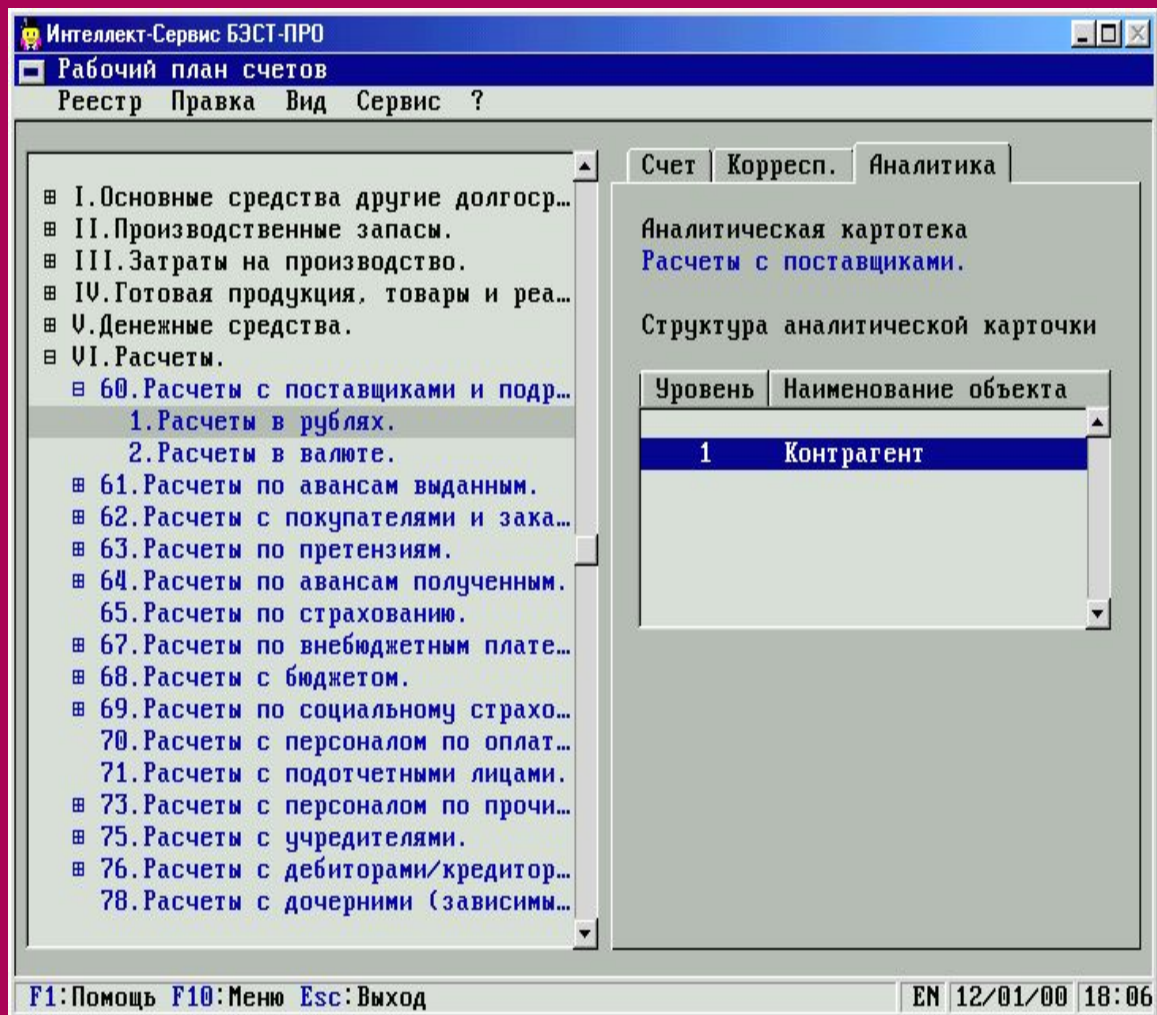 Интеллект-Сервис БЭСТ-ПРО
Рабочий план счетов
Реестр Правка Вид Сервис ?
I.Основные средства другие долгоср…
II.Производственные запасы.
III.Затраты на производство.
IV.Готовая продукция, товары и реа…
V.Денежные средства.
VI.Расчеты.
60.Расчеты с поставщиками и подр…
1.Расчеты в рублях.
2.Расчеты в валюте.
61.Расчеты по авансам выданным.
62.Расчеты с покупателями и зака…
63.Расчеты по претензиям.
64.Расчеты по авансам полученным.
65.Расчеты по страхованию.
67.Расчеты по внебюджетным плате…
68.Расчеты с бюджетом.
69.Расчеты по социальному страхо…
70.Расчеты с персоналом по оплат…
71.Расчеты с подотчетными лицами.
73.Расчеты с персоналом по прочи…
75.Расчеты с учредителями.
76.Расчеты с дебиторами/кредитор…
78.Расчеты с дочерними (зависимы…
Счет Корресп. Аналитика
Аналитическая картотека
Расчеты с поставщиками.
Структура аналитической карточки
Уровень Наименование объекта
1 Контрагент
F1:Помощь F10:Меню Esc:Выход
EN 12/01/00 18:06